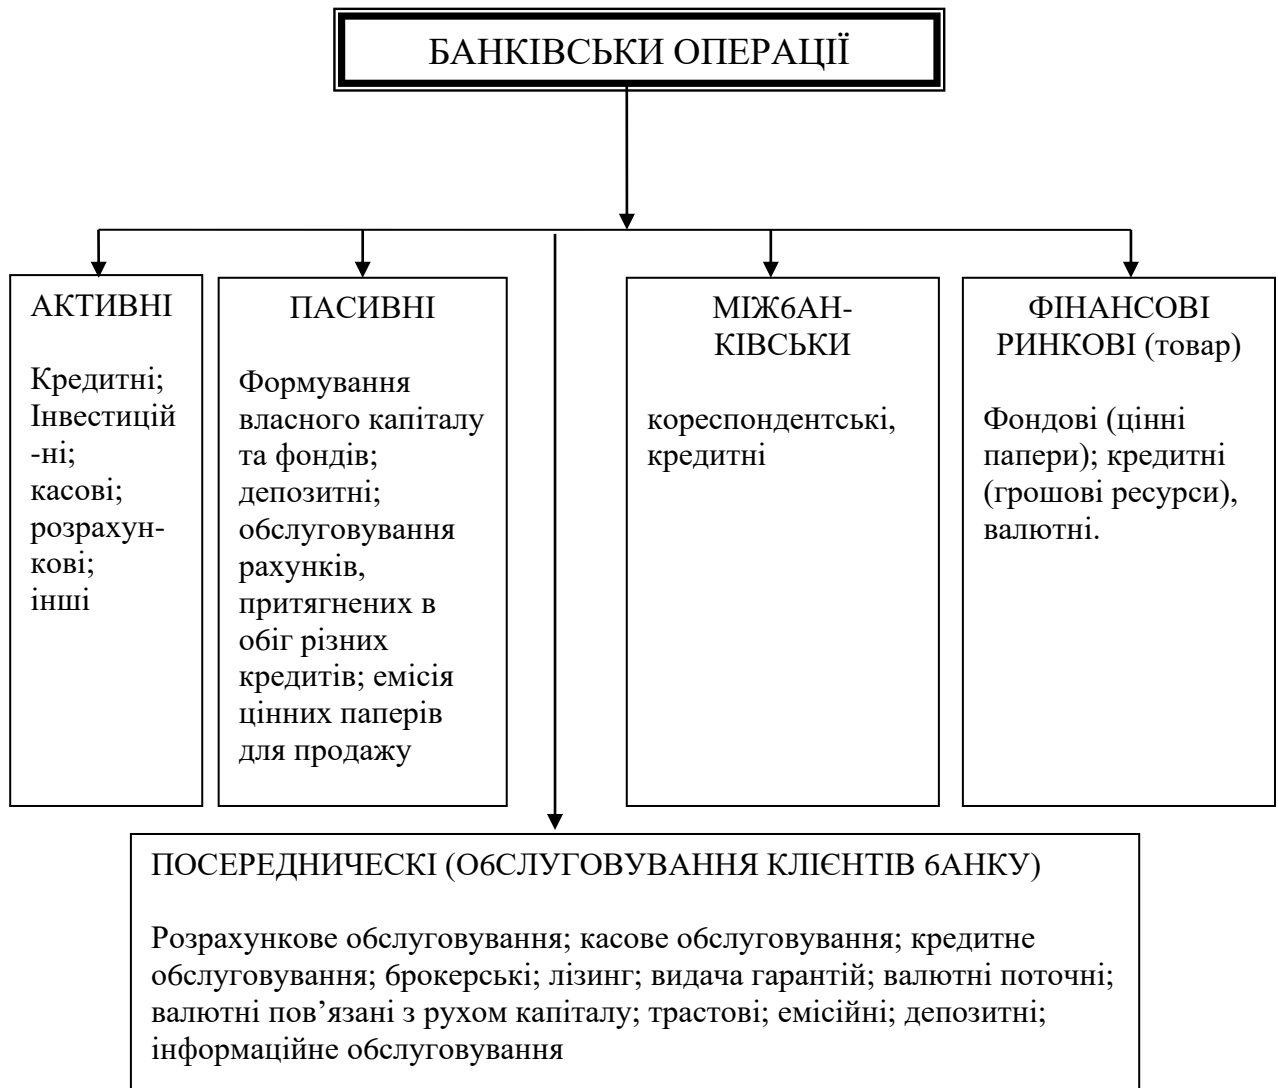 БАНКІВСЬКИ ОПЕРАЦІЇ
АКТИВНІ
Кредитні;
Інвестицій
-ні;
касові;
розрахун-
кові;
інші
ПАСИВНІ
Формування
власного капіталу
та фондів;
депозитні;
обслуговування
рахунків,
притягнених в
обіг різних
кредитів; емісія
цінних паперів
для продажу
МІЖбАН-
КІВСЬКИ
кореспондентські,
кредитні
ФІНАНСОВІ
РИНКОВІ (товар)
Фондові (цінні
папери); кредитні
(грошові ресурси),
валютні.
ПОСЕРЕДНИЧЕСКІ (ОбСЛУГОВУВАННЯ КЛІЄНТІВ бАНКУ)
Розрахункове обслуговування; касове обслуговування; кредитне
обслуговування; брокерські; лізинг; видача гарантій; валютні поточні;
валютні пов’язані з рухом капіталу; трастові; емісійні; депозитні;
інформаційне обслуговування